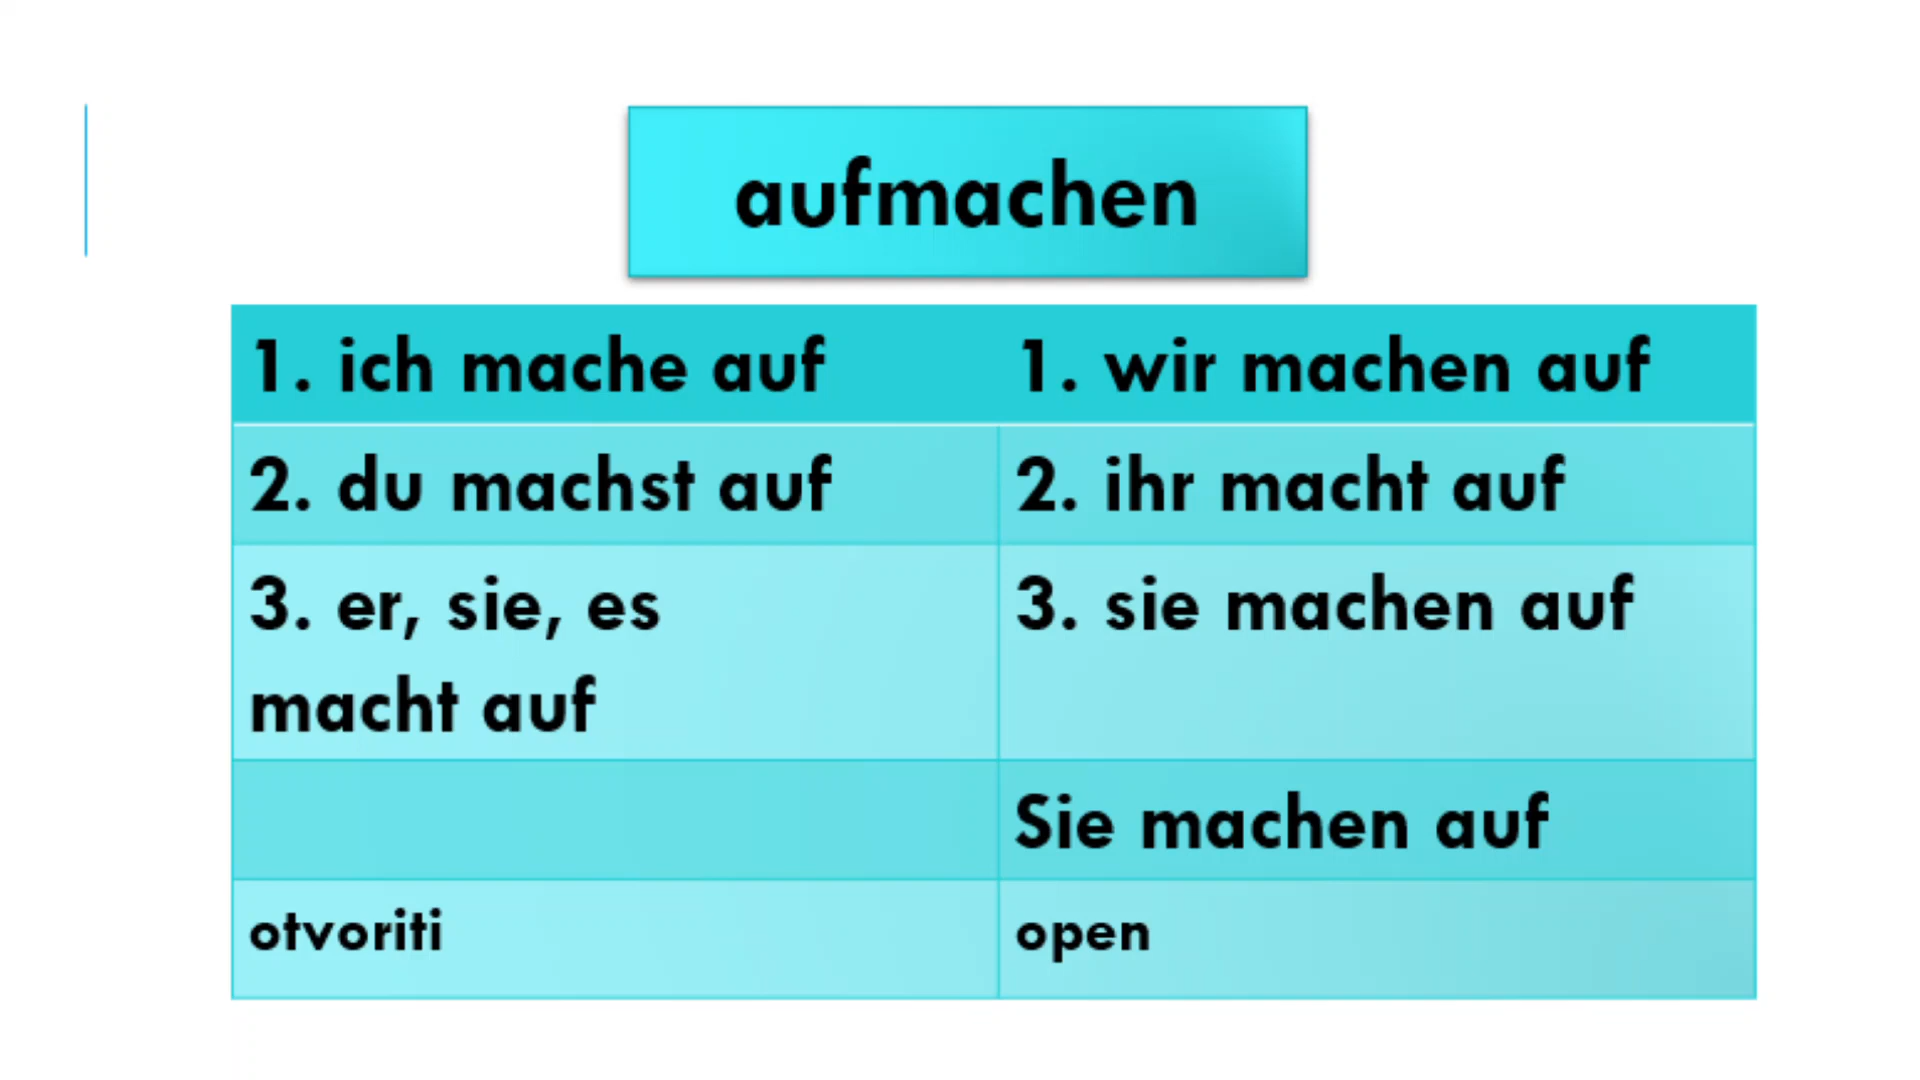 aufmachen
1. ich mache auf
1. wir machen auf
2. du machst auf
2. ihr macht auf
3. er, sie, es
macht auf
3. sie machen auf
Sie machen auf
otvoriti
open